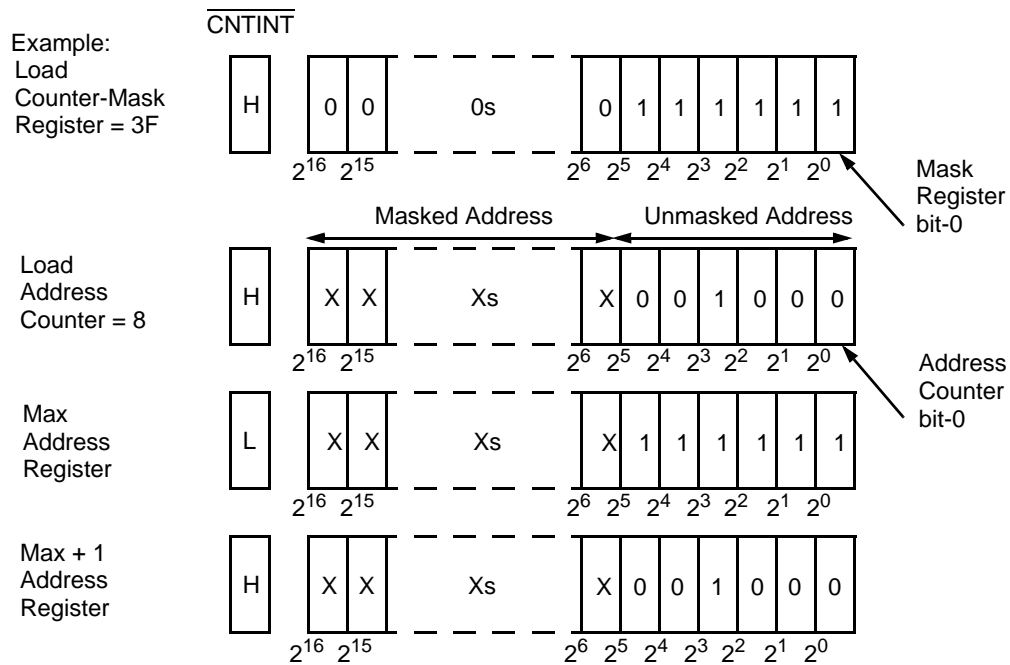 CNTINT
Example:
Load
Counter-Mask
Register = 3F
H
0 0 0s 0 1 1 1 1 1 1
2^16 2^15 2^6 2^5 2^4 2^3 2^2 2^1 2^0
Mask
Register
bit-0
Masked Address Unmasked Address
Load
Address
Counter = 8
H
X X Xs X 0 0 1 0 0 0
2^16 2^15 2^6 2^5 2^4 2^3 2^2 2^1 2^0
Address
Counter
bit-0
Max
Address
Register
L
X X Xs X 1 1 1 1 1 1
2^16 2^15 2^6 2^5 2^4 2^3 2^2 2^1 2^0
Max + 1
Address
Register
H
X X Xs X 0 0 1 0 0 0
2^16 2^15 2^6 2^5 2^4 2^3 2^2 2^1 2^0